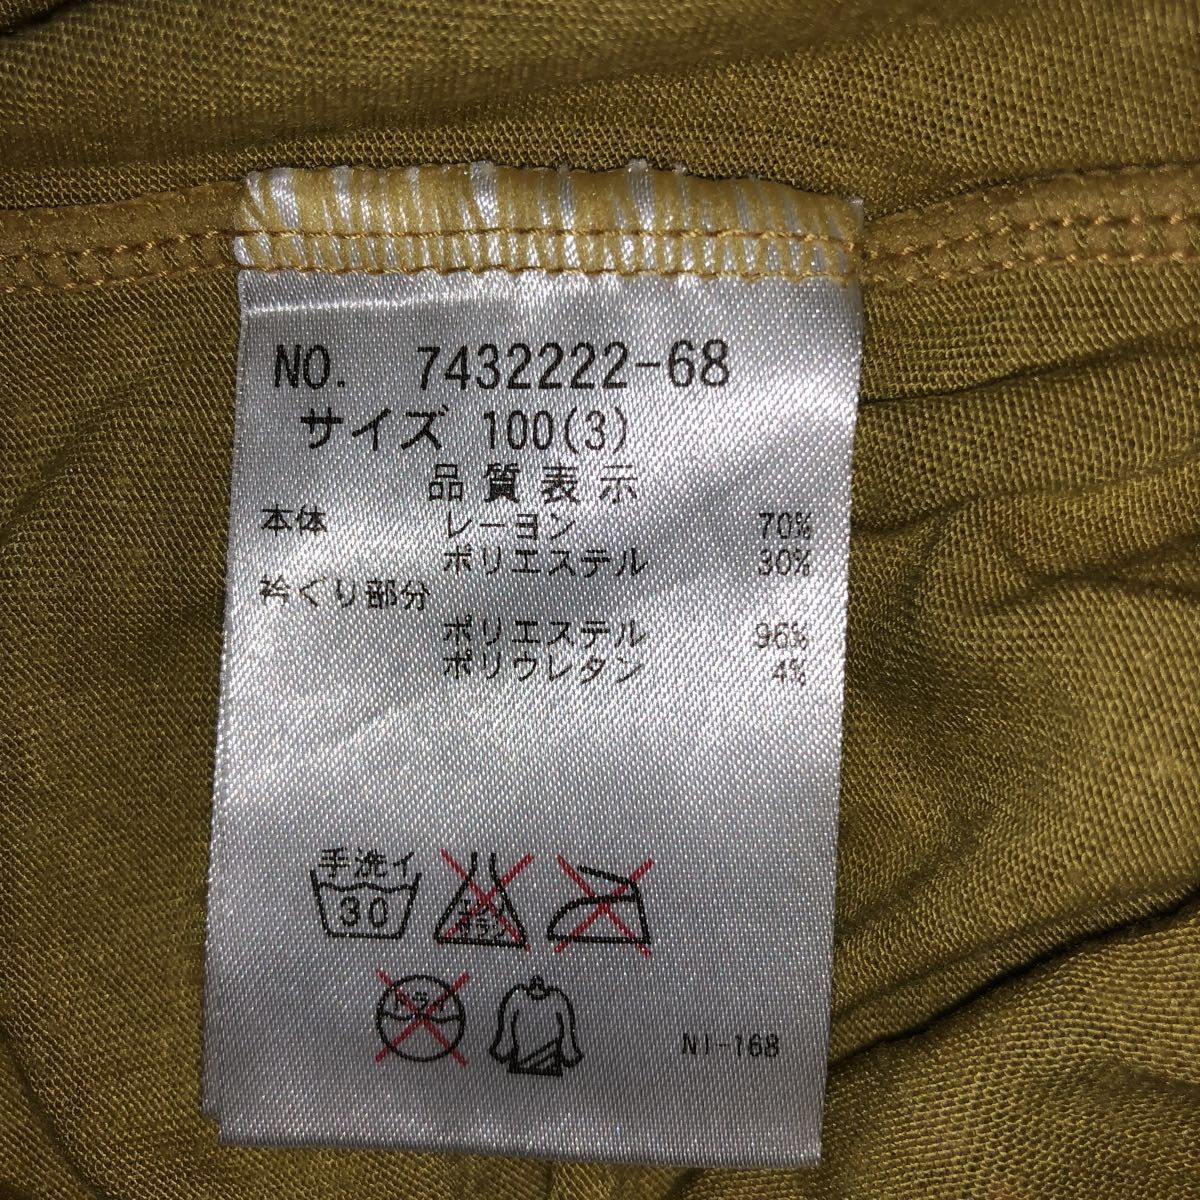 NO. 7432222-68
サイズ 100(3)
品質表示
本体 レーヨン 70%
ポリエステル 30%
衿ぐり部分
ポリエステル 96%
ポリウレタン 4%
手洗イ
30
NI-168